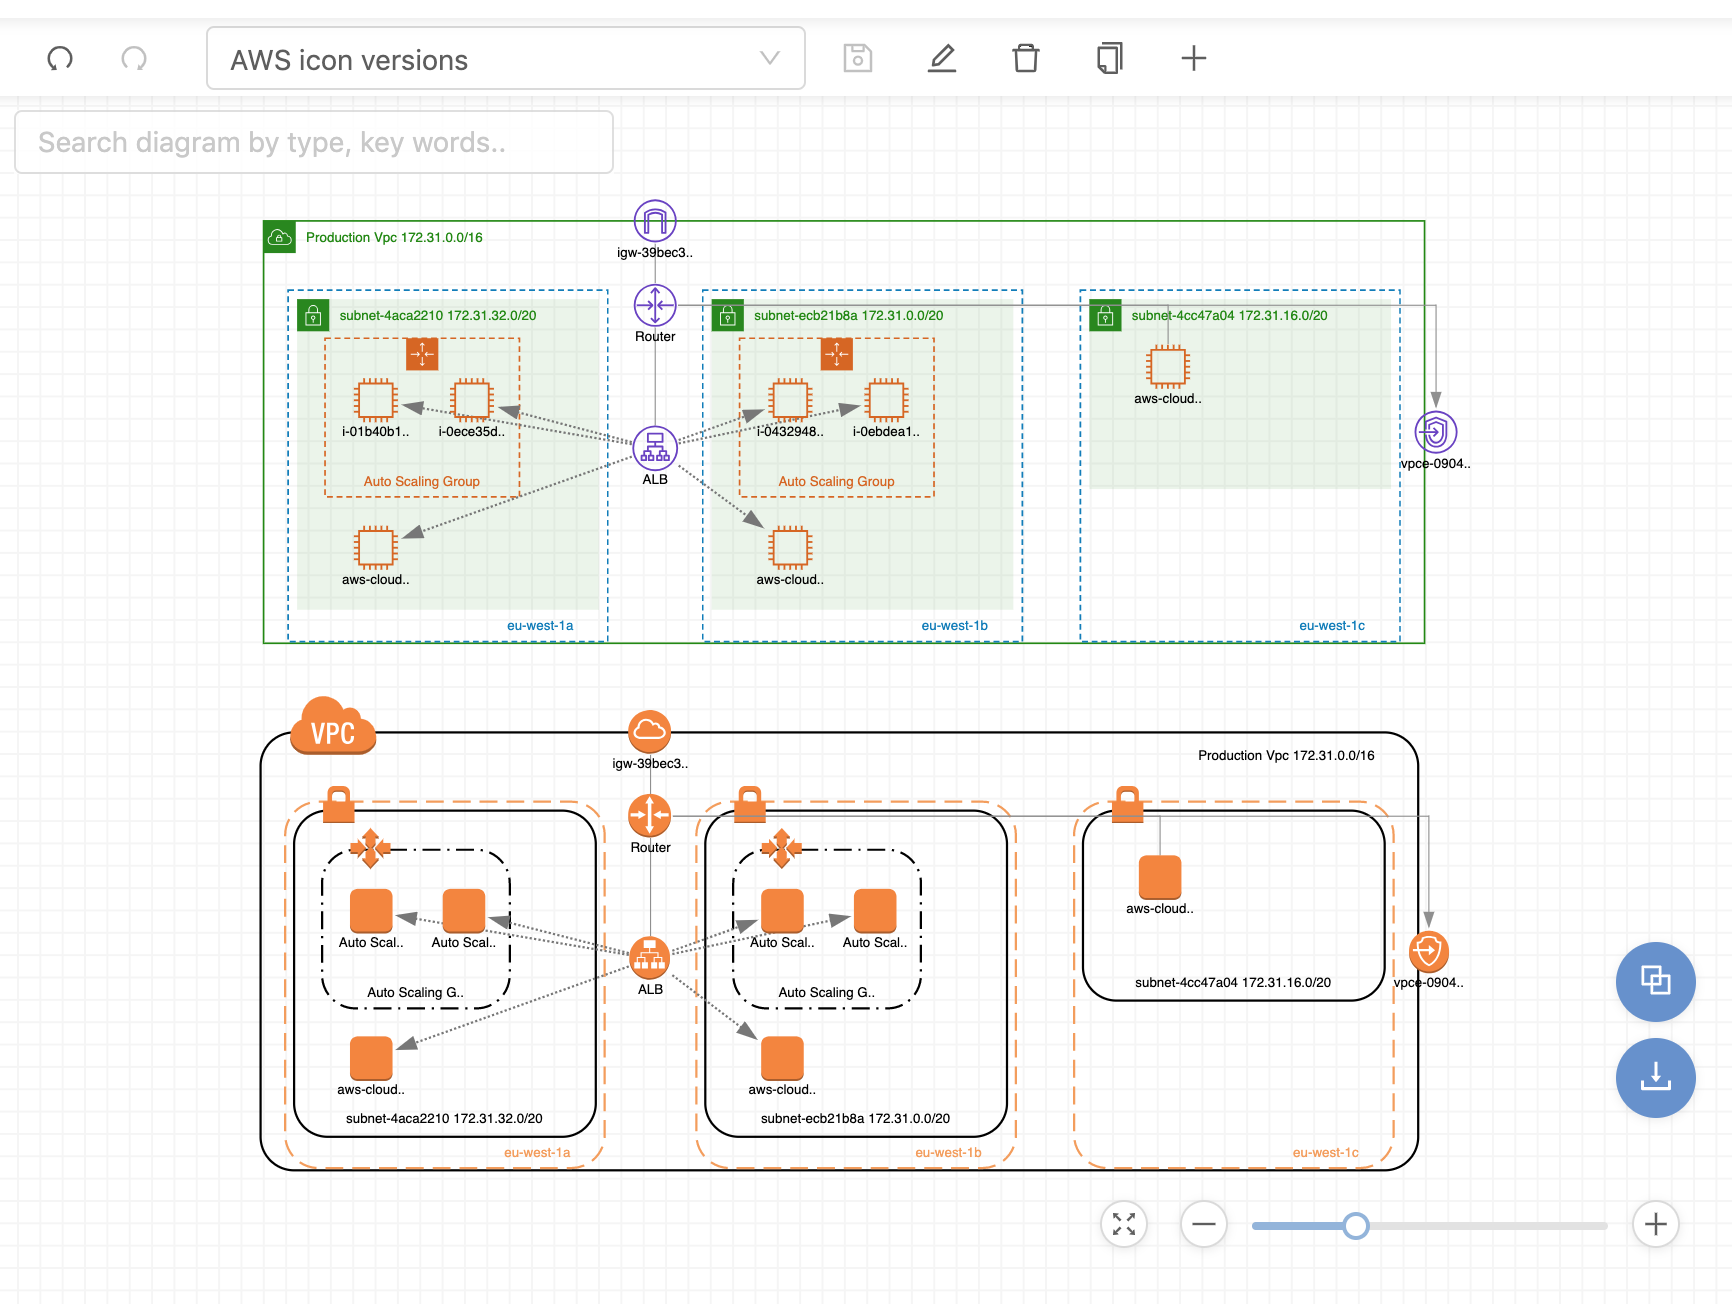 AWS icon versions
Search diagram by type, key words..
igw-39bec3..
Production Vpc 172.31.0.0/16
subnet-4aca2210 172.31.32.0/20
Router
subnet-ecb21b8a 172.31.0.0/20
subnet-4cc47a04 172.31.16.0/20
i-01b40b1..
i-0ece35d..
Auto Scaling Group
ALB
i-0432948..
i-0ebdea1..
Auto Scaling Group
aws-cloud..
vpce-0904..
aws-cloud..
aws-cloud..
eu-west-1a
eu-west-1b
eu-west-1c
VPC
igw-39bec3..
Production Vpc 172.31.0.0/16
Router
Auto Scal..
Auto Scal..
Auto Scaling G..
ALB
Auto Scal..
Auto Scal..
Auto Scaling G..
aws-cloud..
subnet-4cc47a04 172.31.16.0/20
vpce-0904..
aws-cloud..
aws-cloud..
subnet-4aca2210 172.31.32.0/20
subnet-ecb21b8a 172.31.0.0/20
eu-west-1a
eu-west-1b
eu-west-1c